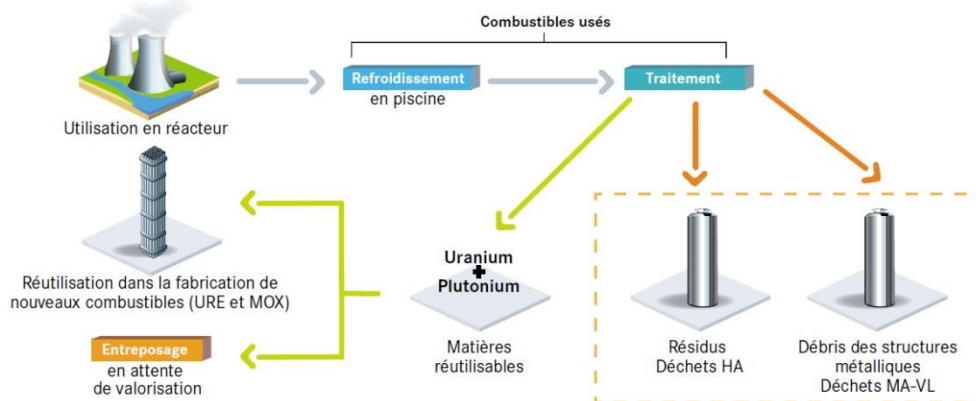 Combustibles usés
Utilisation en réacteur
Refroidissement
en piscine
Traitement
Réutilisation dans la fabrication de
nouveaux combustibles (URE et MOX)
Entreposage
en attente
de valorisation
Uranium
+
Plutonium
Matières
réutilisables
Résidus
Déchets HA
Débris des structures
métalliques
Déchets MA-VL